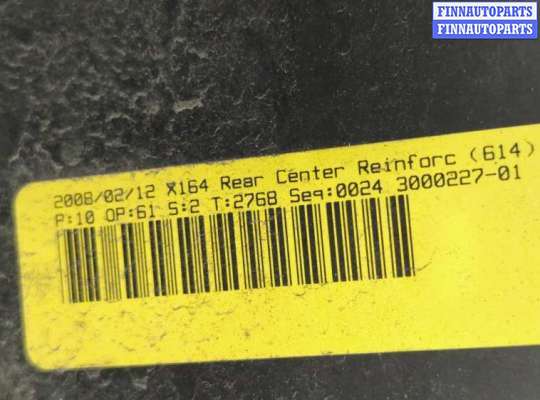 FINNAUTOPARTS
FINNAUTOPARTS
2008/02/12 X164 Rear Center Reinforc (614)
P:10 OP:61 S:2 T:2768 Seq:0024 3000227-01